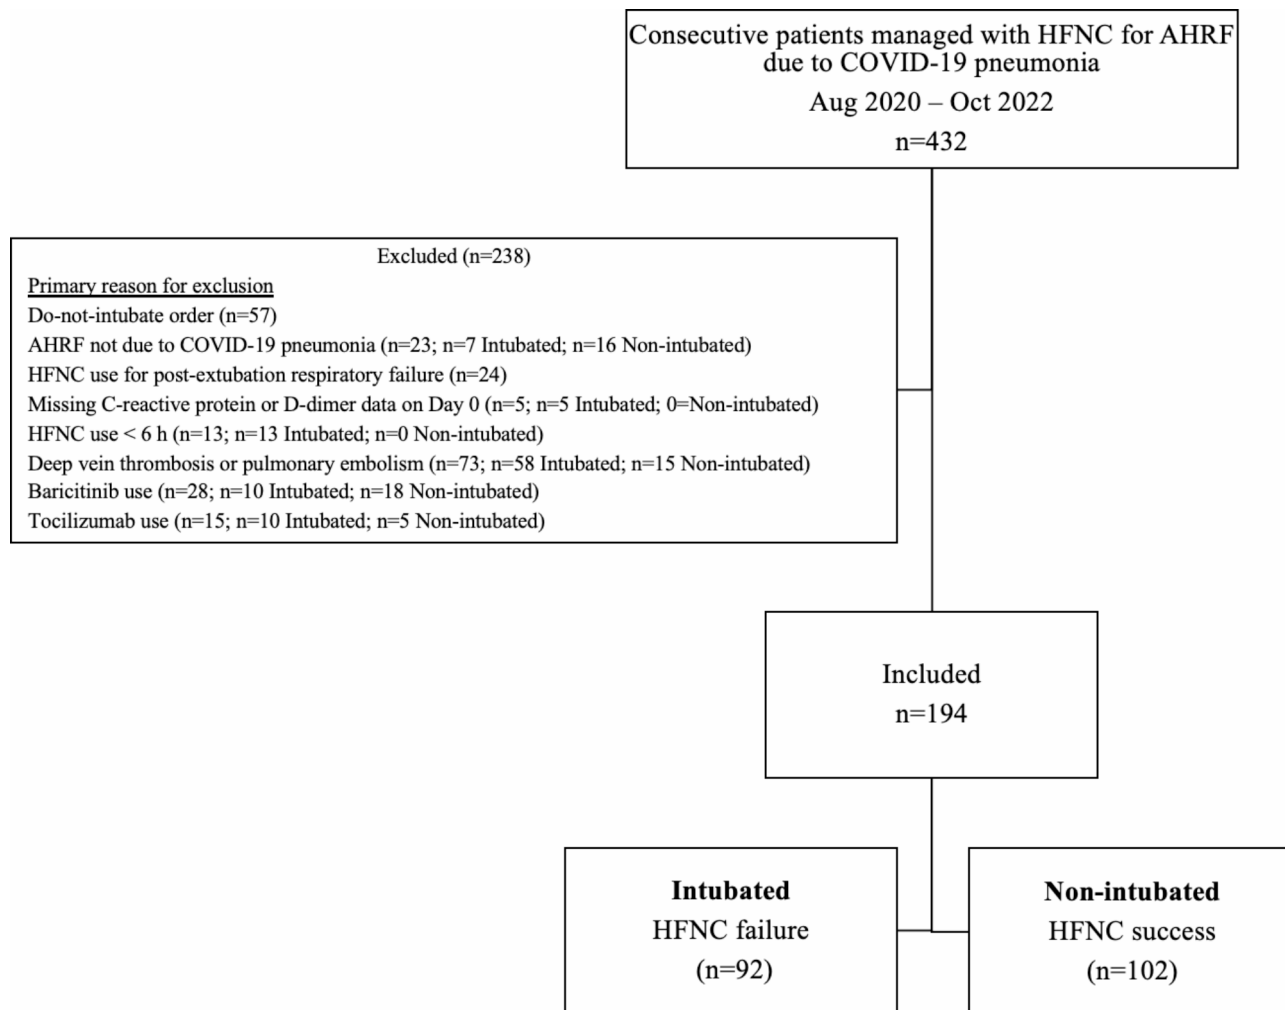 Consecutive patients managed with HFNC for AHRF
due to COVID-19 pneumonia
Aug 2020 – Oct 2022
n=432
Excluded (n=238)
Primary reason for exclusion
Do-not-intubate order (n=57)
AHRF not due to COVID-19 pneumonia (n=23; n=7 Intubated; n=16 Non-intubated)
HFNC use for post-extubation respiratory failure (n=24)
Missing C-reactive protein or D-dimer data on Day 0 (n=5; n=5 Intubated; 0=Non-intubated)
HFNC use < 6 h (n=13; n=13 Intubated; n=0 Non-intubated)
Deep vein thrombosis or pulmonary embolism (n=73; n=58 Intubated; n=15 Non-intubated)
Baricitinib use (n=28; n=10 Intubated; n=18 Non-intubated)
Tocilizumab use (n=15; n=10 Intubated; n=5 Non-intubated)
Included
n=194
Intubated
HFNC failure
(n=92)
Non-intubated
HFNC success
(n=102)